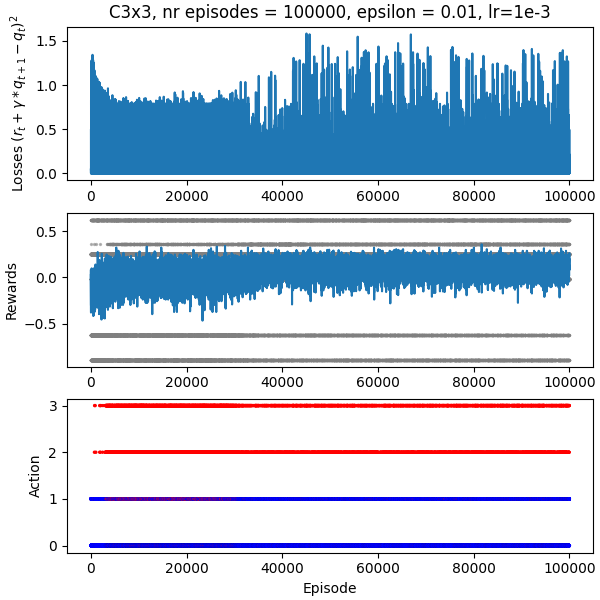 C3x3, nr episodes = 100000, epsilon = 0.01, lr=1e-3
Losses $(r_t + \gamma * q_{t+1} - q_t)^2$
1.5
1.0
0.5
0.0
0 20000 40000 60000 80000 100000
Rewards
0.5
0.0
−0.5
0 20000 40000 60000 80000 100000
Action
3
2
1
0
0 20000 40000 60000 80000 100000
Episode